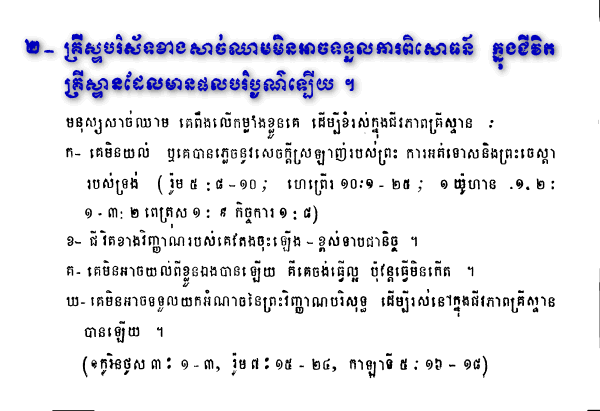 ២ - គ្រីស្ទបរិស័ទខាងសាច់ឈាមមិនអាចទទួលការពិសោធន៍ ក្នុងជីវិត
គ្រីស្ទានដែលមានផលបរិបូណ៌ឡើយ ។
មនុស្សសាច់ឈាម គេពឹងលើកម្លាំងខ្លួនគេ ដើម្បីខំរស់ក្នុងជីវភាពគ្រីស្ទាន :
ក- គេមិនយល់ ឬគេបានភ្លេចនូវសេចក្ដីស្រឡាញ់របស់ព្រះ ការអត់ទោសនិងព្រះចេស្ដា
របស់ទ្រង់ ( រ៉ូម ៥ : ៨ - ១០ ; ហេព្រើរ ១០:១ - ២៥ ; ១ យ៉ូហាន .១. ២ :
១ - ៣: ២ ពេត្រុស ១ : ៩ កិច្ចការ ១ : ៨)
ខ- ជីវិតខាងវិញ្ញាណរបស់គេតែងចុះឡើង - ខ្ពស់ទាបជានិច្ច ។
គ- គេមិនអាចយល់ពីខ្លួនឯងបានឡើយ គឺគេចង់ធ្វើល្អ ប៉ុន្តែធ្វើមិនកើត ។
ឃ- គេមិនអាចទទួលយកអំណាចនៃព្រះវិញ្ញាណបរិសុទ្ធ ដើម្បីរស់នៅក្នុងជីវភាពគ្រីស្ទាន
បានឡើយ ។
(១កូរិនថូស ៣ : ១ - ៣, រ៉ូម ៧ : ១៥ - ២៤, កាឡាទី ៥ : ១៦ - ១៨)